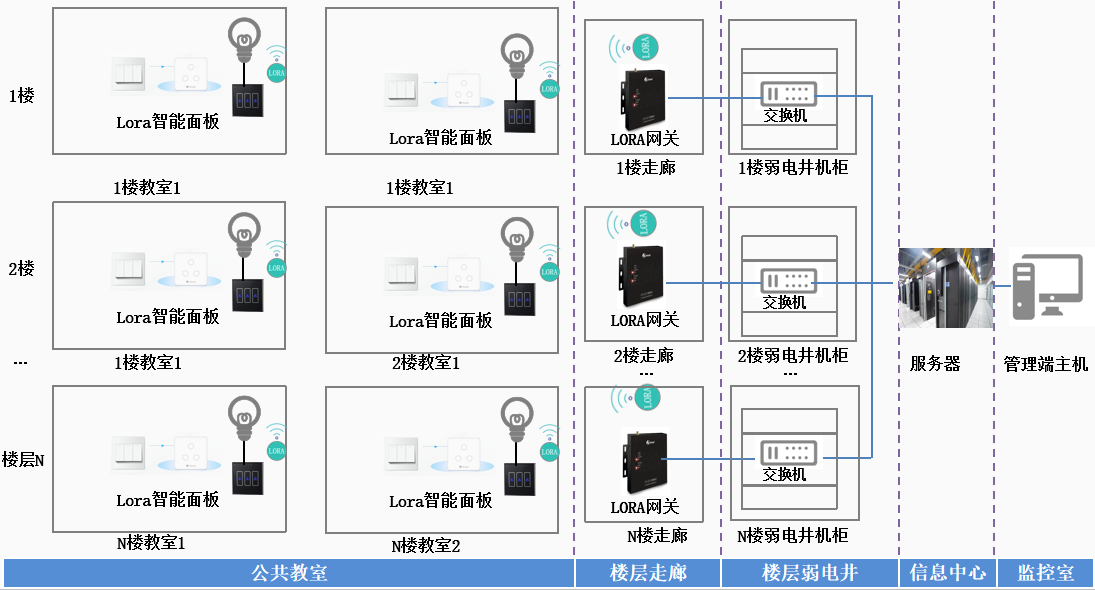 LORA
LORA
LORA
1楼
Lora智能面板
Lora智能面板
LORA网关
交换机
1楼教室1
1楼教室1
1楼走廊
1楼弱电井机柜
LORA
LORA
LORA
2楼
Lora智能面板
Lora智能面板
LORA网关
交换机
1楼教室1
2楼教室1
2楼走廊
2楼弱电井机柜
服务器
管理端主机
...
...
...
LORA
LORA
LORA
楼层N
Lora智能面板
Lora智能面板
LORA网关
交换机
N楼教室1
N楼教室2
N楼走廊
N楼弱电井机柜
公共教室
楼层走廊
楼层弱电井
信息中心
监控室